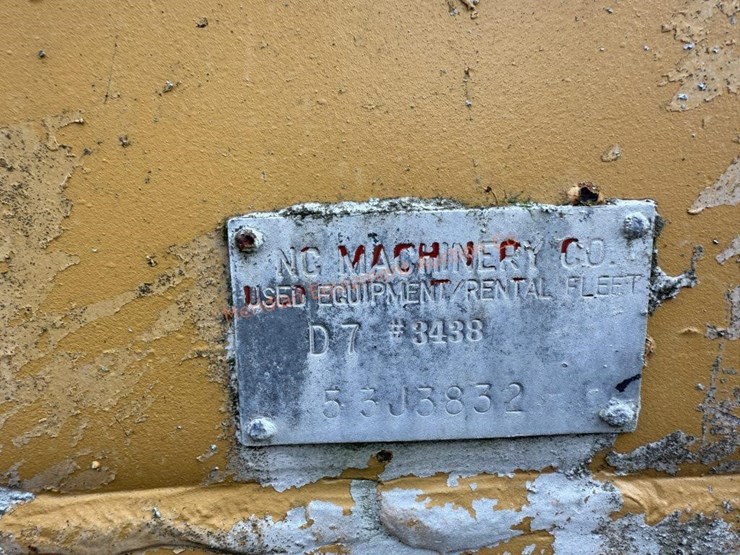 NC MACHINERY CO.
USED EQUIPMENT/RENTAL FLEET
D7 #3438
53J3832